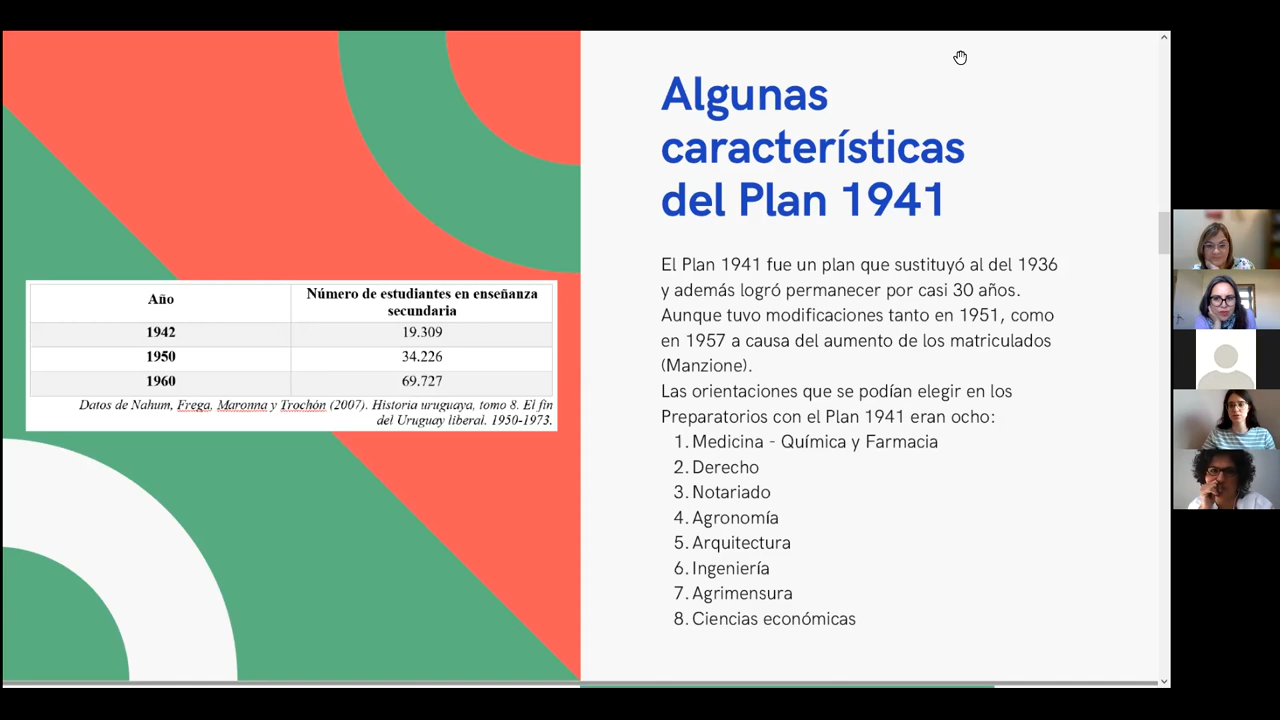 Algunas
características
del Plan 1941
El Plan 1941 fue un plan que sustituyó al del 1936
y además logró permanecer por casi 30 años.
Aunque tuvo modificaciones tanto en 1951, como
en 1957 a causa del aumento de los matriculados
(Manzione).
Las orientaciones que se podían elegir en los
Preparatorios con el Plan 1941 eran ocho:
1. Medicina - Química y Farmacia
2. Derecho
3. Notariado
4. Agronomía
5. Arquitectura
6. Ingeniería
7. Agrimensura
8. Ciencias económicas
Año Número de estudiantes en enseñanza
secundaria
1942 19.309
1950 34.226
1960 69.727
Datos de Nahum, Frega, Maronna y Trochón (2007). Historia uruguaya, tomo 8. El fin
del Uruguay liberal. 1950-1973.